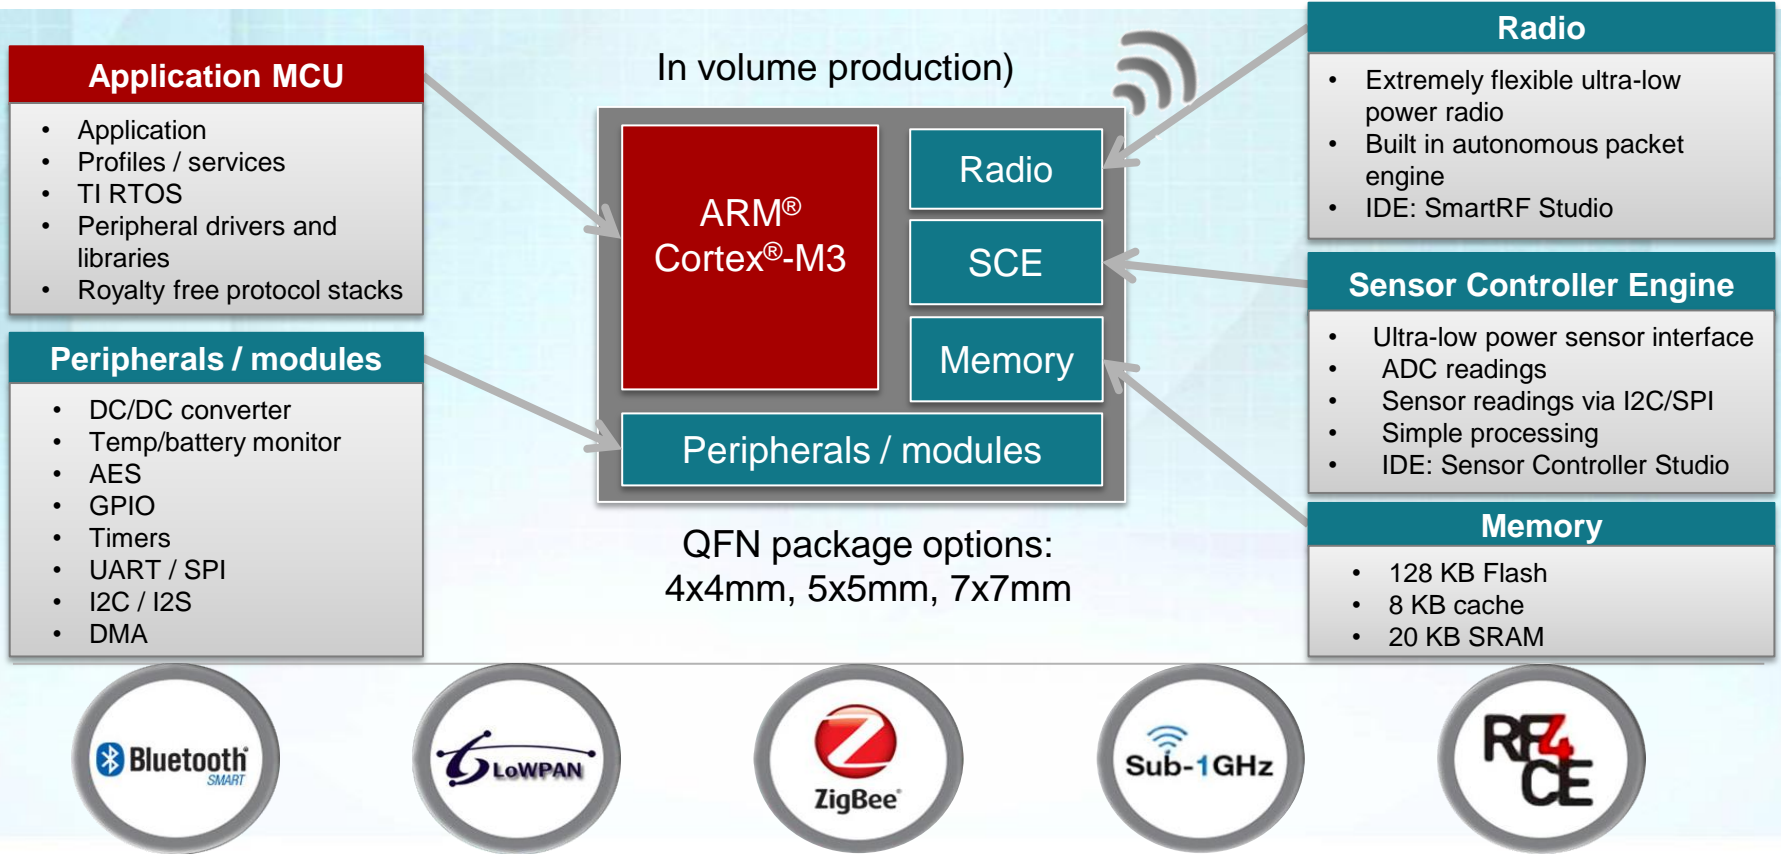 Application MCU
• Application
• Profiles / services
• TI RTOS
• Peripheral drivers and
libraries
• Royalty free protocol stacks
Peripherals / modules
• DC/DC converter
• Temp/battery monitor
• AES
• GPIO
• Timers
• UART / SPI
• I2C / I2S
• DMA
In volume production)
ARM®
Cortex®-M3
Radio
SCE
Memory
Peripherals / modules
QFN package options:
4x4mm, 5x5mm, 7x7mm
Radio
• Extremely flexible ultra-low
power radio
• Built in autonomous packet
engine
• IDE: SmartRF Studio
Sensor Controller Engine
• Ultra-low power sensor interface
• ADC readings
• Sensor readings via I2C/SPI
• Simple processing
• IDE: Sensor Controller Studio
Memory
• 128 KB Flash
• 8 KB cache
• 20 KB SRAM
Bluetooth®
SMART
6LoWPAN
ZigBee®
Sub-1GHz
RF4
CE